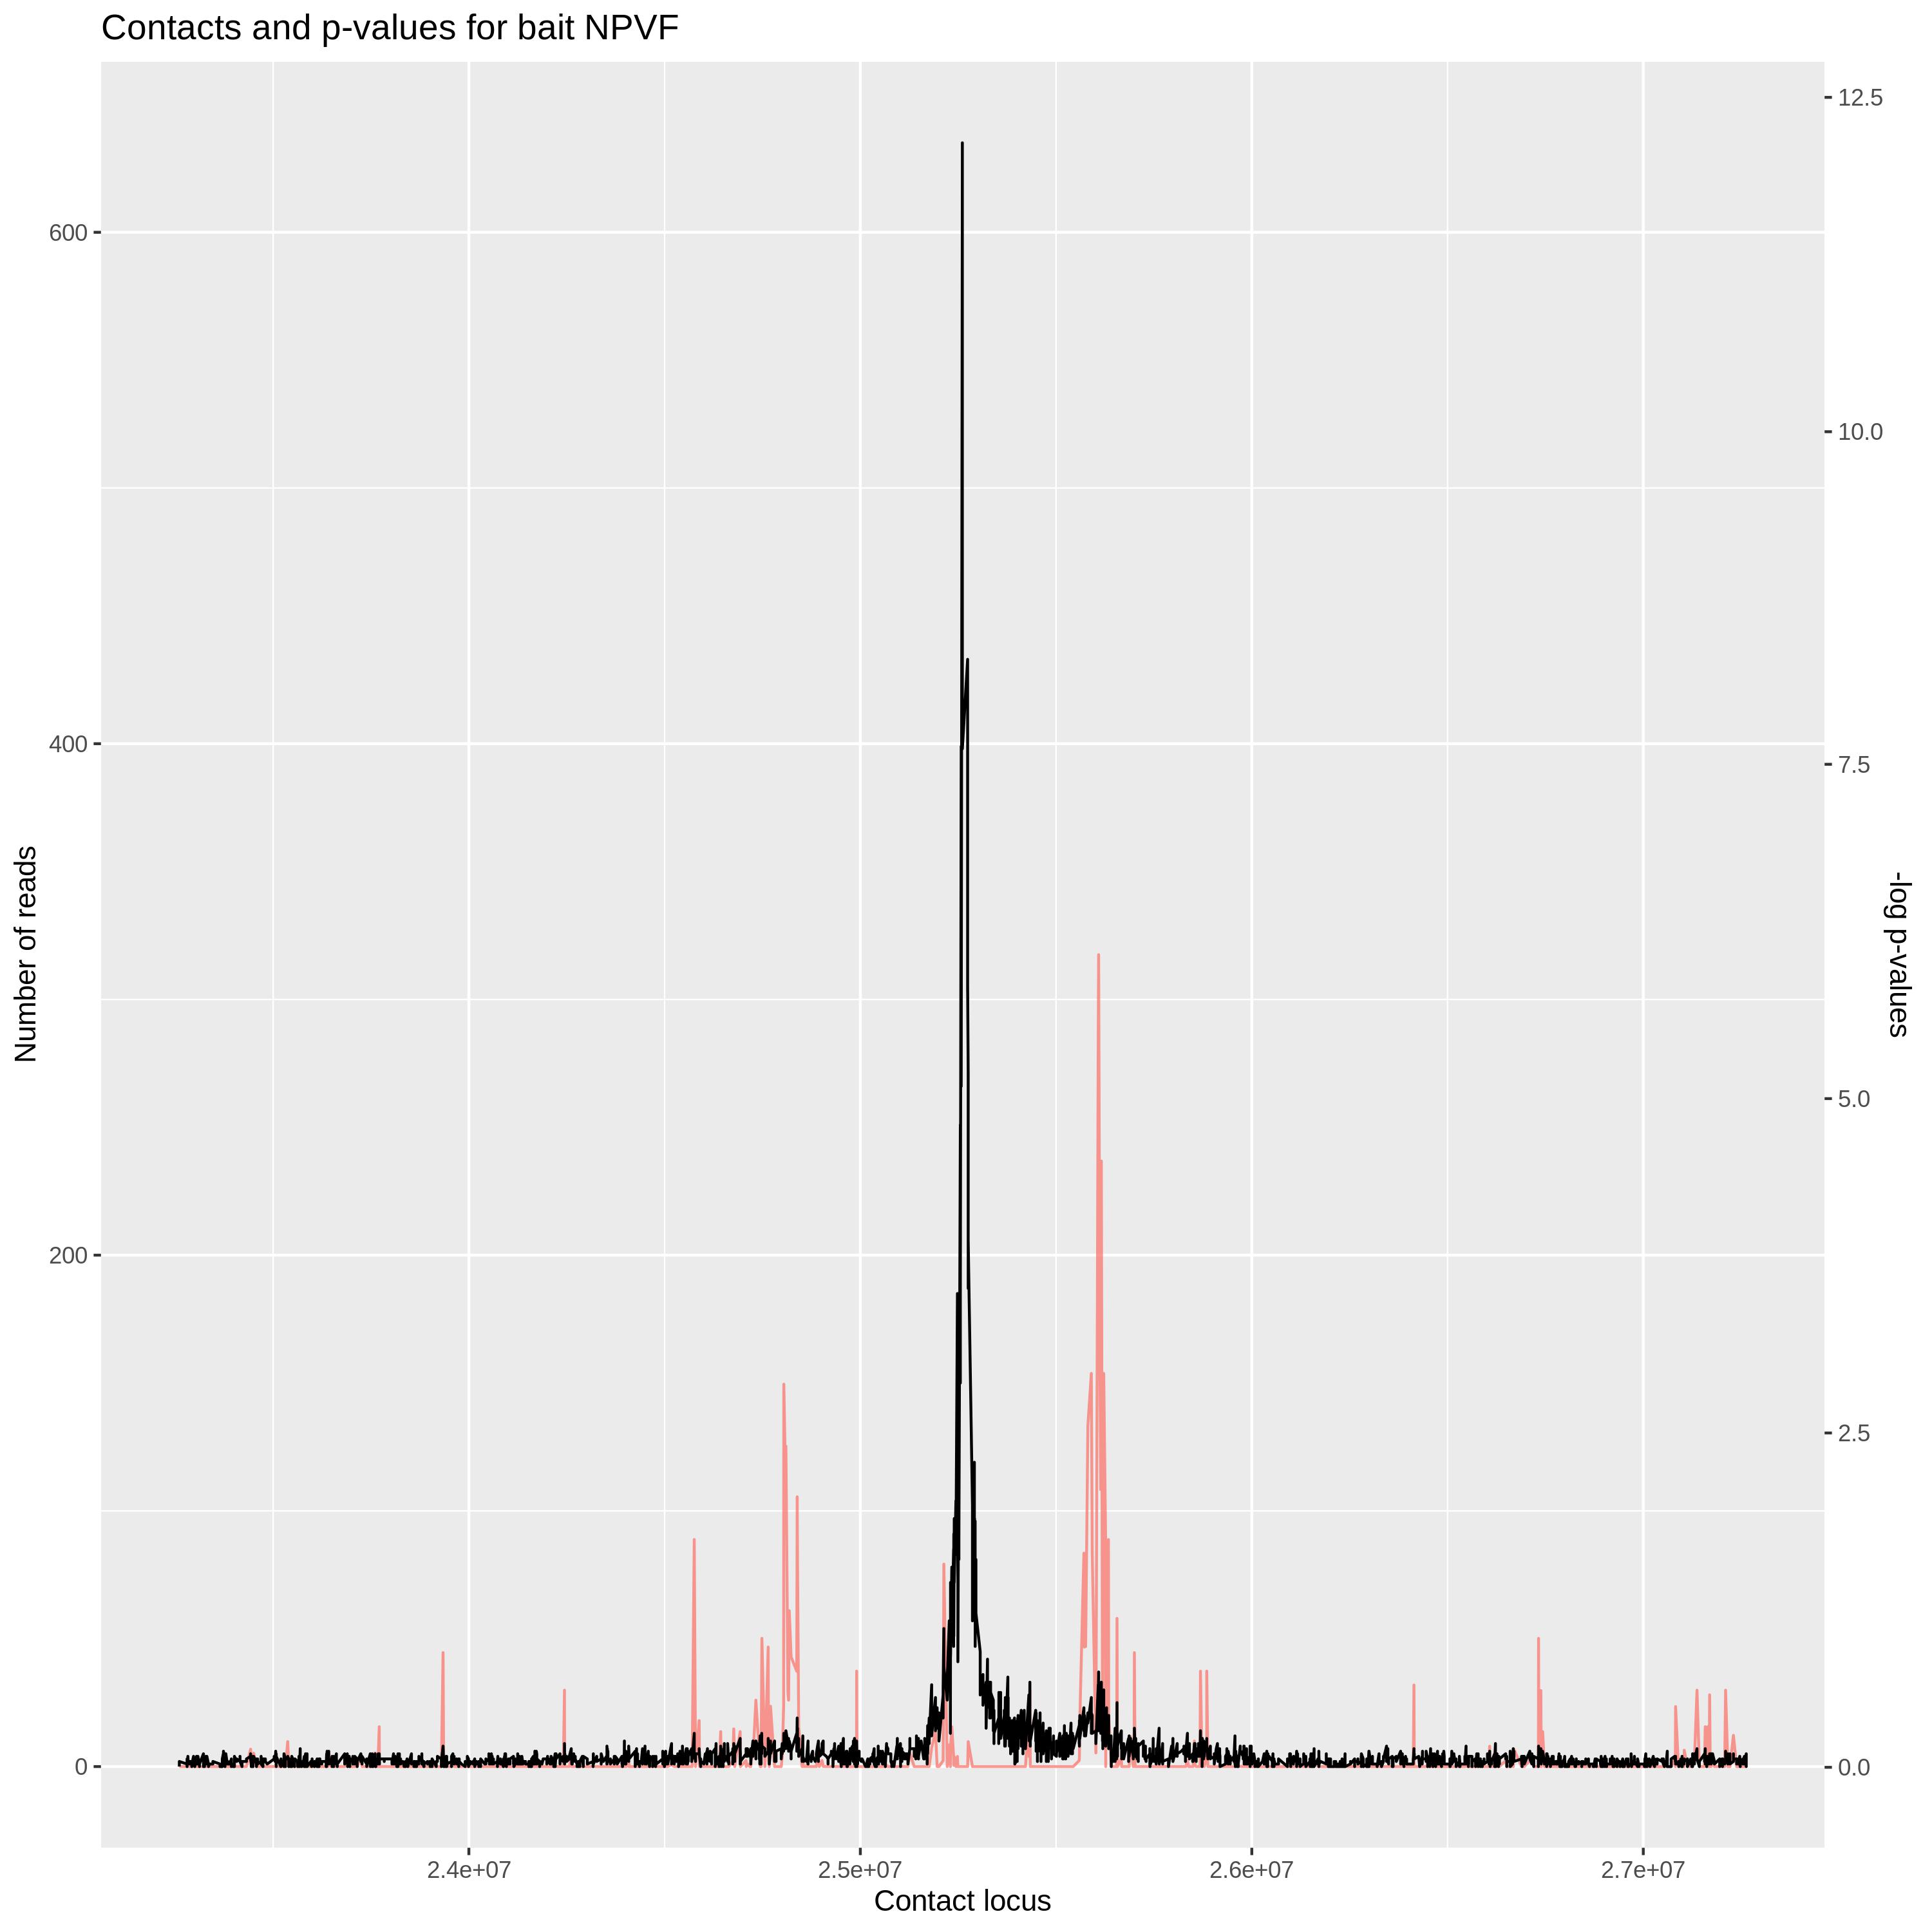 Contacts and p-values for bait NPVF
12.5
600
10.0
400
7.5
Number of reads
-log p-values
5.0
200
2.5
0
0.0
2.4e+07
2.5e+07
2.6e+07
2.7e+07
Contact locus